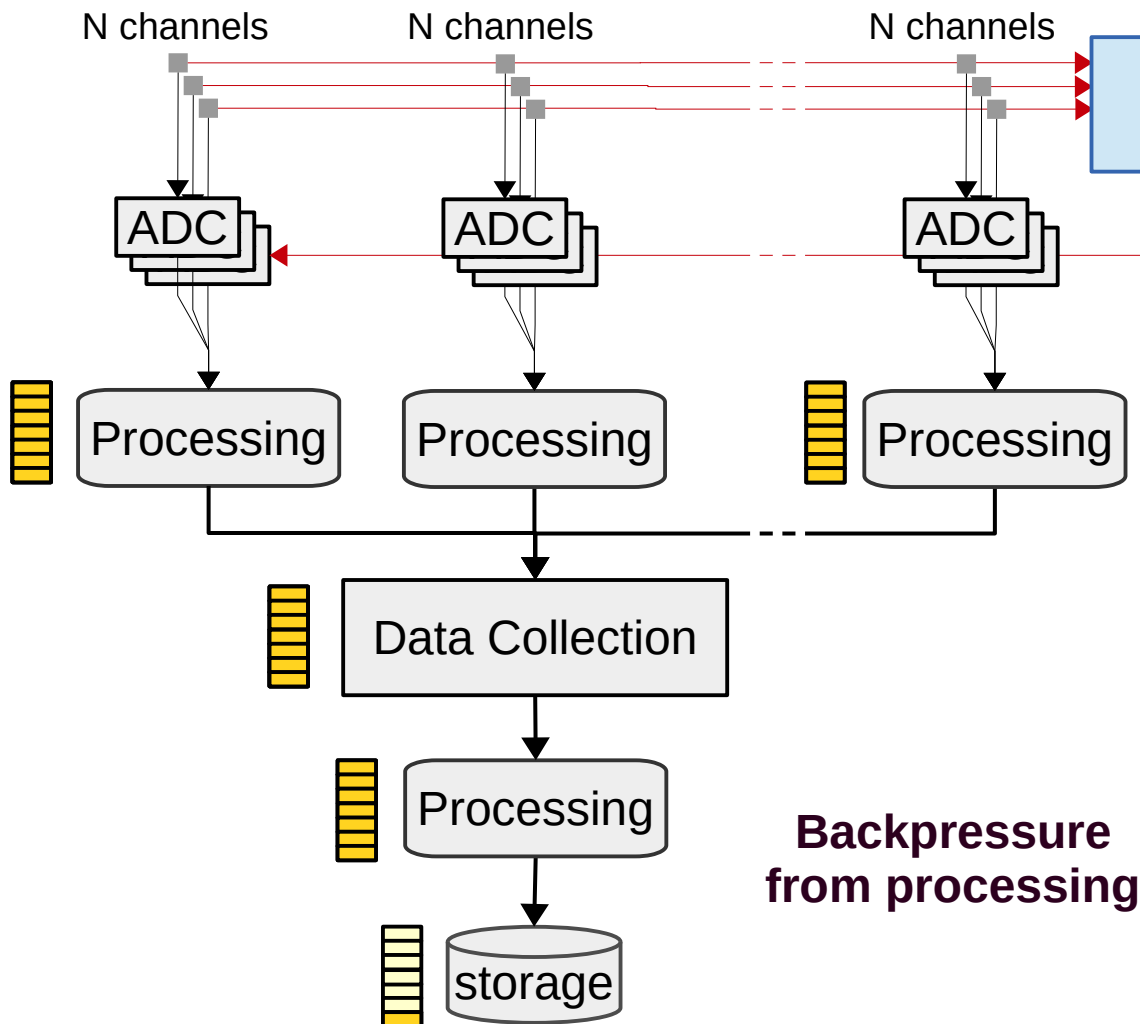 N channels
N channels
N channels
ADC
ADC
ADC
Processing
Processing
Processing
Data Collection
Processing
Backpressure
from processing
storage